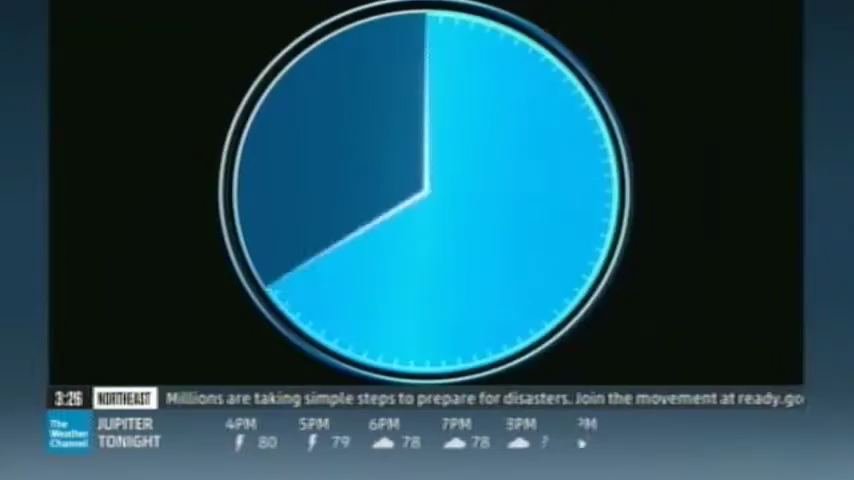 3:26 NORTHEAST Millions are taking simple steps to prepare for disasters. Join the movement at ready.go
The Weather Channel
JUPITER TONIGHT
4PM 5PM 6PM 7PM
80 79 78 78